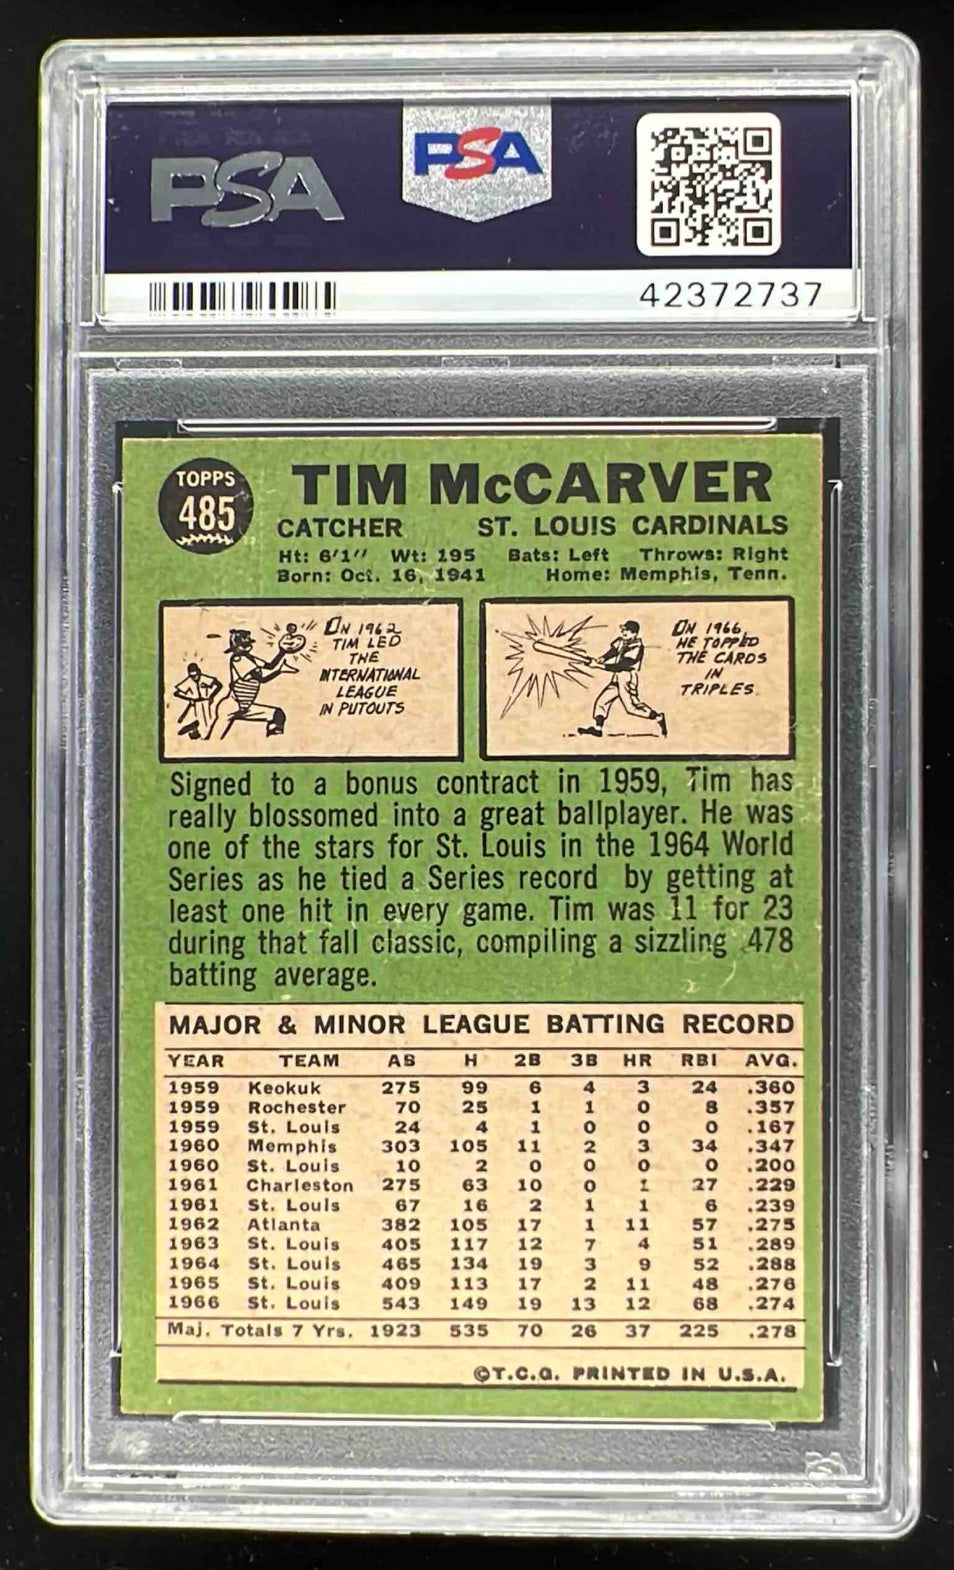 PSA PSA
42372737
TOPPS
485
TIM McCARVER
CATCHER ST. LOUIS CARDINALS
Ht: 6'1" Wt: 195 Bats: Left Throws: Right
Born: Oct. 16, 1941 Home: Memphis, Tenn.
IN 1962
TIM LED
THE
INTERNATIONAL
LEAGUE
IN PUTOUTS
IN 1966,
HE TOPPED
THE CARDS
IN
TRIPLES.
Signed to a bonus contract in 1959, Tim has
really blossomed into a great ballplayer. He was
one of the stars for St. Louis in the 1964 World
Series as he tied a Series record by getting at
least one hit in every game. Tim was 11 for 23
during that fall classic, compiling a sizzling .478
batting average.
MAJOR & MINOR LEAGUE BATTING RECORD
YEAR TEAM AB H 2B 3B HR RBI AVG.
1959 Keokuk 275 99 6 4 3 24 .360
1959 Rochester 70 25 1 1 0 8 .357
1959 St. Louis 24 4 1 0 0 0 .167
1960 Memphis 303 105 11 2 3 34 .347
1960 St. Louis 10 2 0 0 0 0 .200
1961 Charleston 275 63 10 0 1 27 .229
1961 St. Louis 67 16 2 1 1 6 .239
1962 Atlanta 382 105 17 1 11 57 .275
1963 St. Louis 405 117 12 7 4 51 .289
1964 St. Louis 465 134 19 3 9 52 .288
1965 St. Louis 409 113 17 2 11 48 .276
1966 St. Louis 543 149 19 13 12 68 .274
Maj. Totals 7 Yrs. 1923 535 70 26 37 225 .278
©T.C.G. PRINTED IN U.S.A.